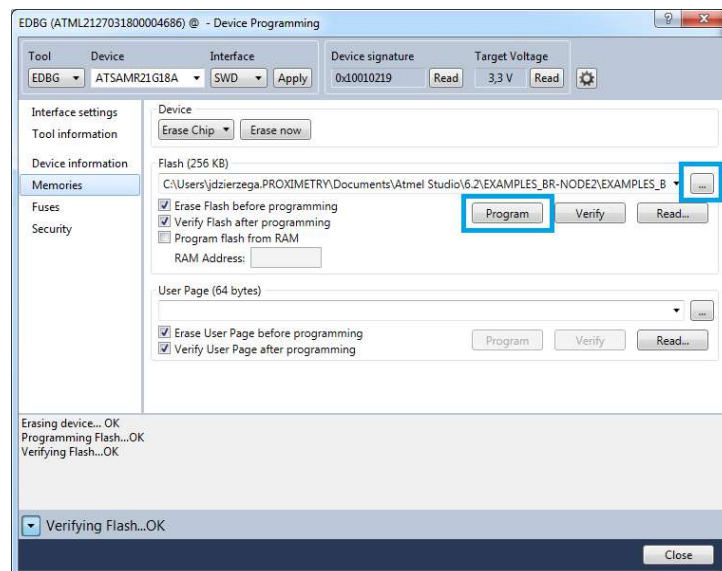 EDBG (ATML2127031800004686) @ - Device Programming
Tool Device Interface Device signature Target Voltage
EDBG ATSAMR21G18A SWD Apply 0x10010219 Read 3,3 V Read
Interface settings
Tool information
Device information
Memories
Fuses
Security
Device
Erase Chip Erase now
Flash (256 KB)
C:\Users\jdzierzega.PROXIMETRY\Documents\Atmel Studio\6.2\EXAMPLES_BR-NODE2\EXAMPLES_B ...
Erase Flash before programming
Verify Flash after programming
Program Verify Read...
Program flash from RAM
RAM Address:
User Page (64 bytes)
...
Erase User Page before programming
Verify User Page after programming
Program Verify Read...
Erasing device... OK
Programming Flash...OK
Verifying Flash...OK
Verifying Flash...OK
Close